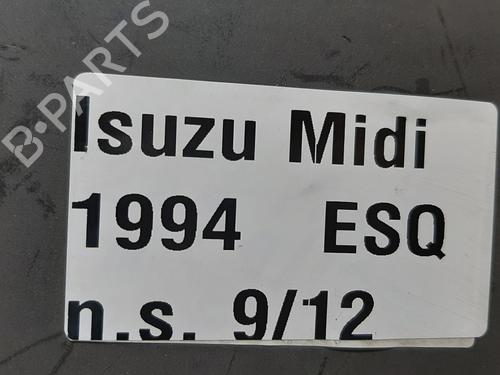 B-PARTS
Isuzu Midi
1994 ESQ
n.s. 9/12